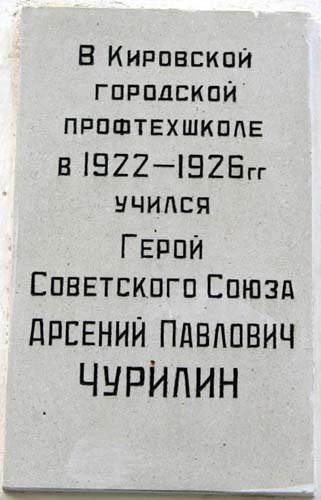 В Кировской
городской
профтехшколе
в 1922–1926гг
учился
Герой
Советского Союза
Арсений Павлович
Чурилин